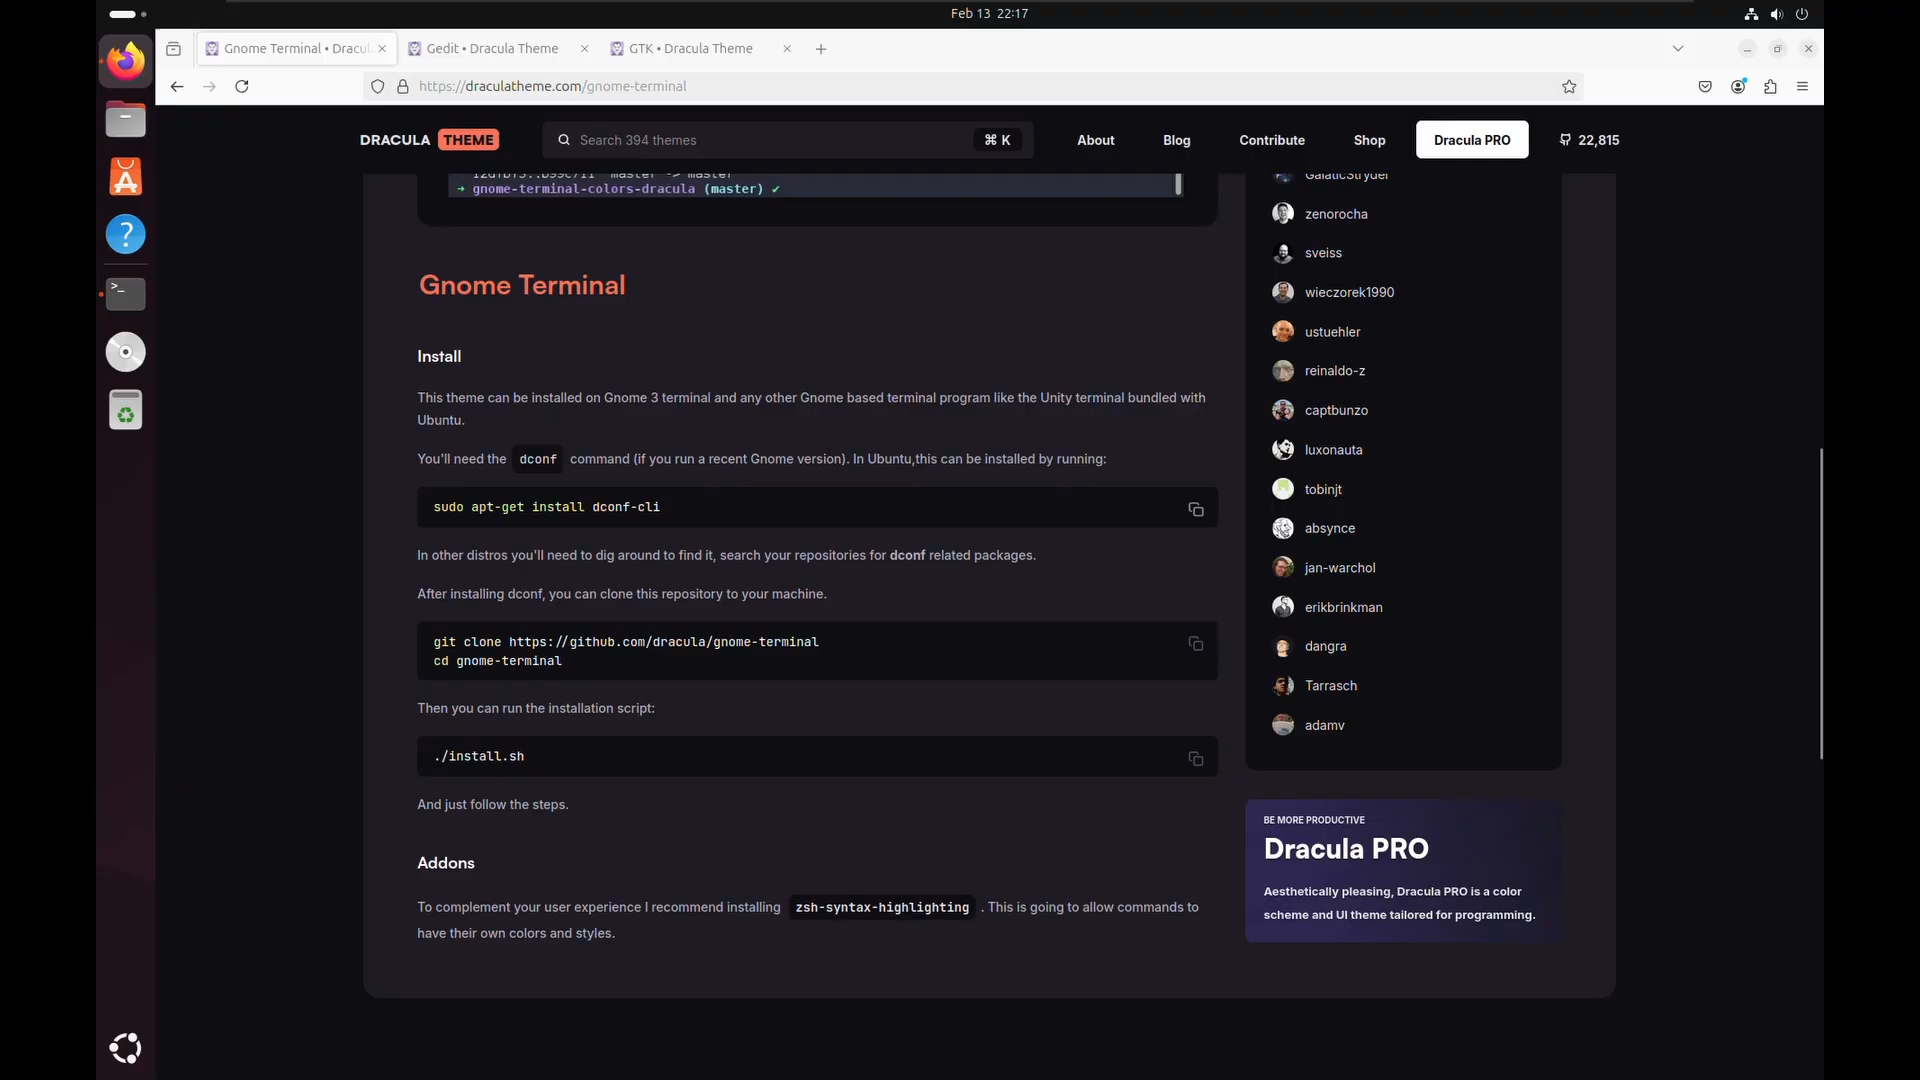 Feb 13 22:17
Gnome Terminal • Dracul
Gedit • Dracula Theme
GTK • Dracula Theme
https://draculatheme.com/gnome-terminal
DRACULA THEME
Search 394 themes
⌘ K
About
Blog
Contribute
Shop
Dracula PRO
22,815
➜ gnome-terminal-colors-dracula (master) ✔
Gnome Terminal
Install
This theme can be installed on Gnome 3 terminal and any other Gnome based terminal program like the Unity terminal bundled with
Ubuntu.
You'll need the dconf command (if you run a recent Gnome version). In Ubuntu,this can be installed by running:
sudo apt-get install dconf-cli
In other distros you'll need to dig around to find it, search your repositories for dconf related packages.
After installing dconf, you can clone this repository to your machine.
git clone https://github.com/dracula/gnome-terminal
cd gnome-terminal
Then you can run the installation script:
./install.sh
And just follow the steps.
Addons
To complement your user experience I recommend installing zsh-syntax-highlighting . This is going to allow commands to
have their own colors and styles.
GalaticStryder
zenorocha
sveiss
wieczorek1990
ustuehler
reinaldo-z
captbunzo
luxonauta
tobinjt
absynce
jan-warchol
erikbrinkman
dangra
Tarrasch
adamv
BE MORE PRODUCTIVE
Dracula PRO
Aesthetically pleasing, Dracula PRO is a color
scheme and UI theme tailored for programming.